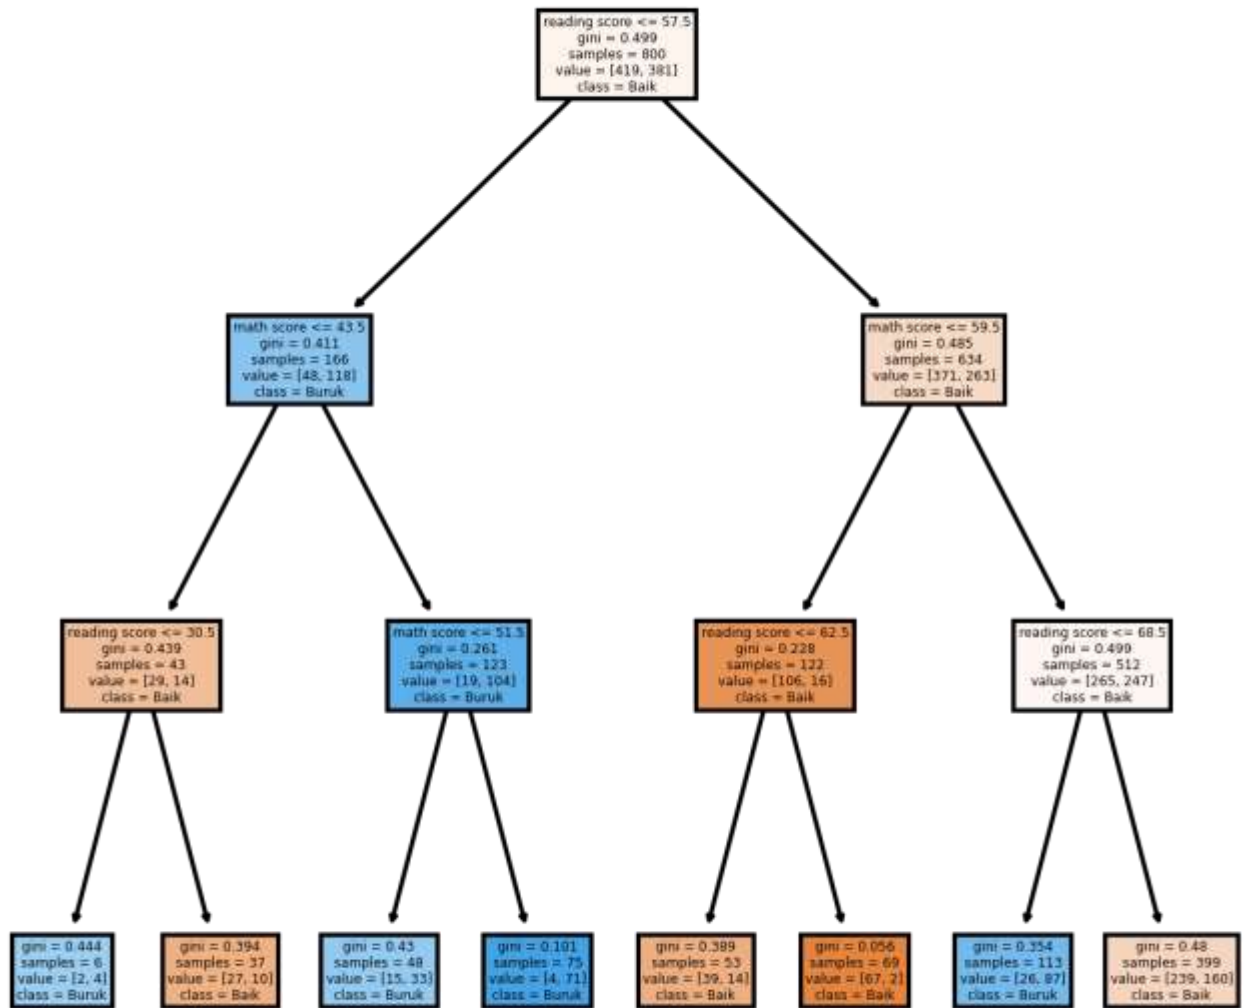 reading score <= 57.5
gini = 0.499
samples = 800
value = [419, 381]
class = Baik
math score <= 43.5
gini = 0.411
samples = 166
value = [48, 118]
class = Buruk
math score <= 59.5
gini = 0.485
samples = 634
value = [371, 263]
class = Baik
reading score <= 30.5
gini = 0.439
samples = 43
value = [29, 14]
class = Baik
math score <= 51.5
gini = 0.261
samples = 123
value = [19, 104]
class = Buruk
reading score <= 62.5
gini = 0.228
samples = 122
value = [106, 16]
class = Baik
reading score <= 68.5
gini = 0.499
samples = 512
value = [265, 247]
class = Baik
gini = 0.444
samples = 6
value = [2, 4]
class = Buruk
gini = 0.394
samples = 37
value = [27, 10]
class = Baik
gini = 0.43
samples = 48
value = [15, 33]
class = Buruk
gini = 0.101
samples = 75
value = [4, 71]
class = Buruk
gini = 0.389
samples = 53
value = [39, 14]
class = Baik
gini = 0.056
samples = 69
value = [67, 2]
class = Baik
gini = 0.354
samples = 113
value = [26, 87]
class = Buruk
gini = 0.48
samples = 399
value = [239, 160]
class = Baik